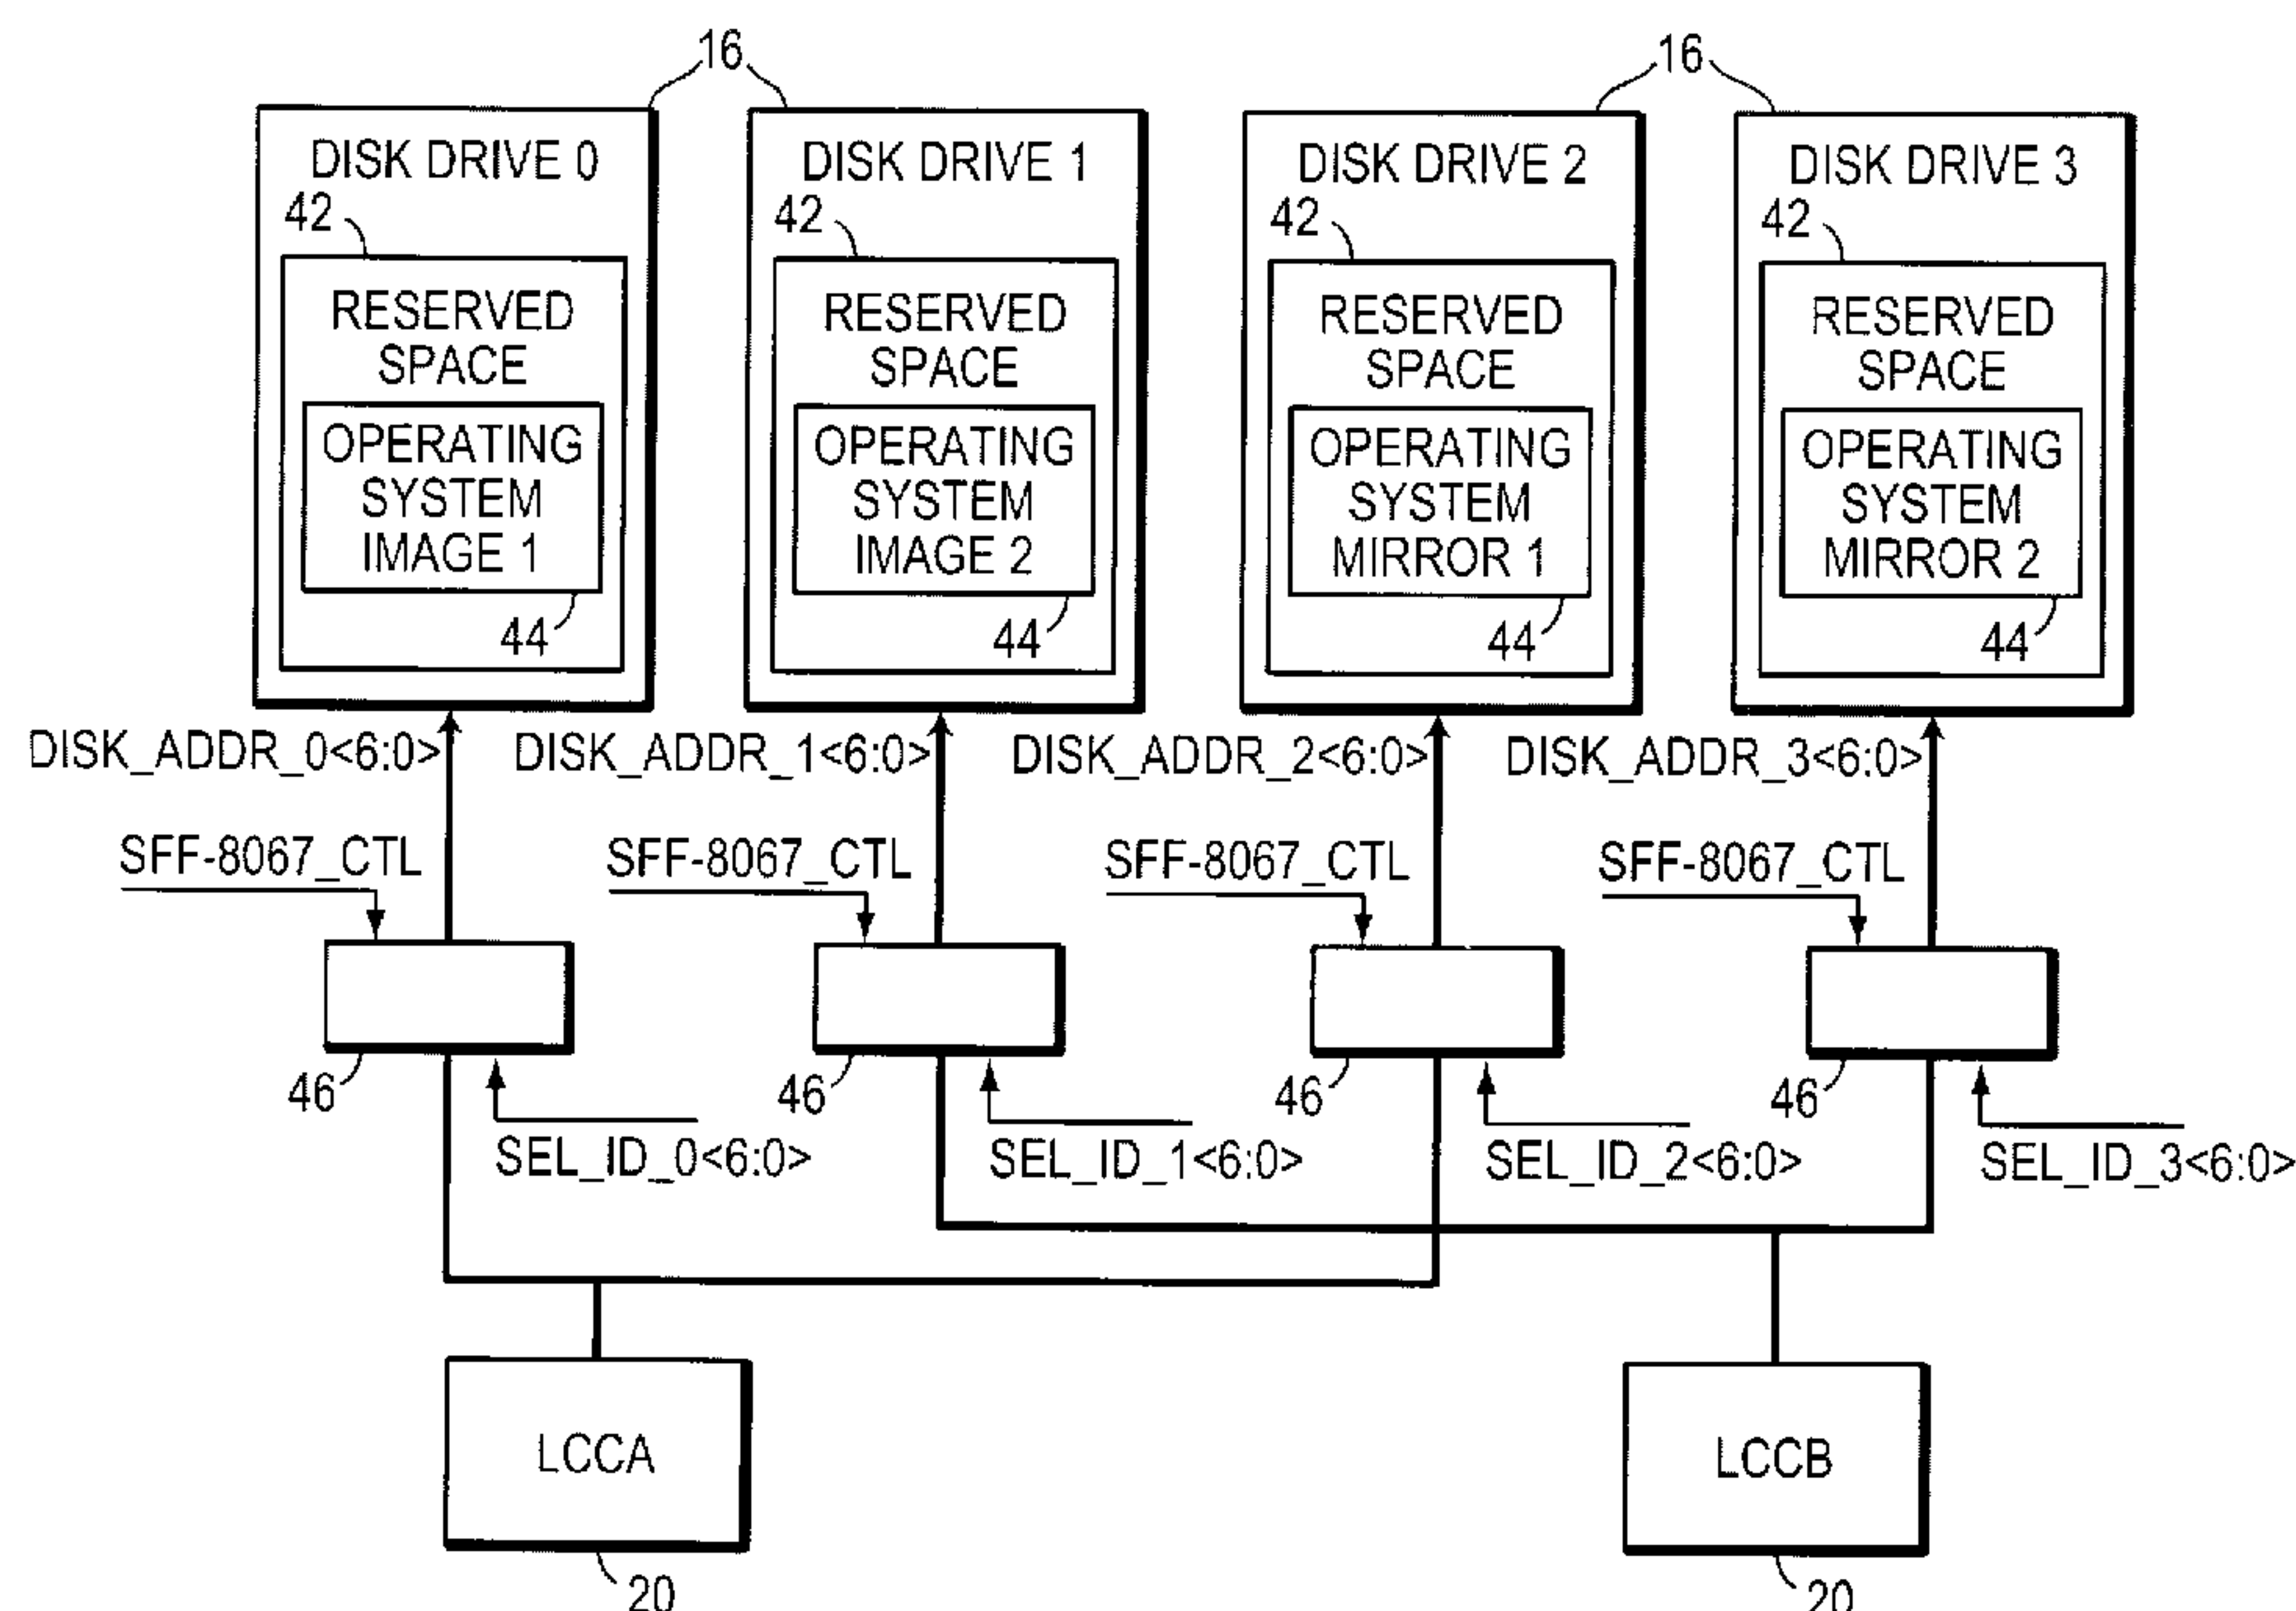 16
16
DISK DRIVE 0
DISK DRIVE 1
DISK DRIVE 2
DISK DRIVE 3
42
42
42
42
RESERVED
SPACE
RESERVED
SPACE
RESERVED
SPACE
RESERVED
SPACE
OPERATING
SYSTEM
IMAGE 1
OPERATING
SYSTEM
IMAGE 2
OPERATING
SYSTEM
MIRROR 1
OPERATING
SYSTEM
MIRROR 2
44
44
44
44
DISK_ADDR_0<6:0>
DISK_ADDR_1<6:0>
DISK_ADDR_2<6:0>
DISK_ADDR_3<6:0>
SFF-8067_CTL
SFF-8067_CTL
SFF-8067_CTL
SFF-8067_CTL
46
46
46
46
SEL_ID_0<6:0>
SEL_ID_1<6:0>
SEL_ID_2<6:0>
SEL_ID_3<6:0>
LCCA
LCCB
20
20